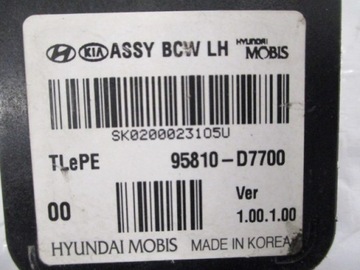 KIA ASSY BCW LH HYUNDAI MOBIS
SK0200023105U
TLePE 95810-D7700
00 Ver
1.00.1.00
HYUNDAI MOBIS MADE IN KOREA